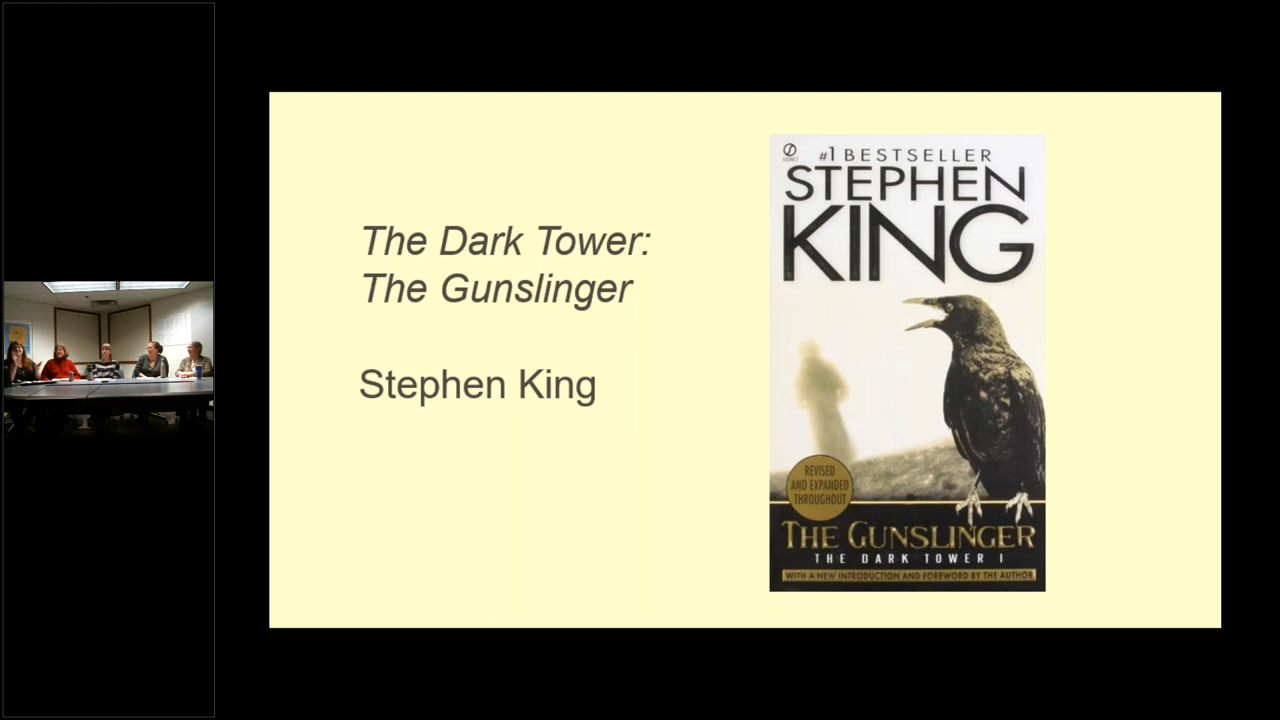 The Dark Tower:
The Gunslinger
Stephen King
#1 BESTSELLER
STEPHEN
KING
REVISED
AND EXPANDED
THROUGHOUT
THE GUNSLINGER
THE DARK TOWER I
WITH A NEW INTRODUCTION AND FOREWORD BY THE AUTHOR